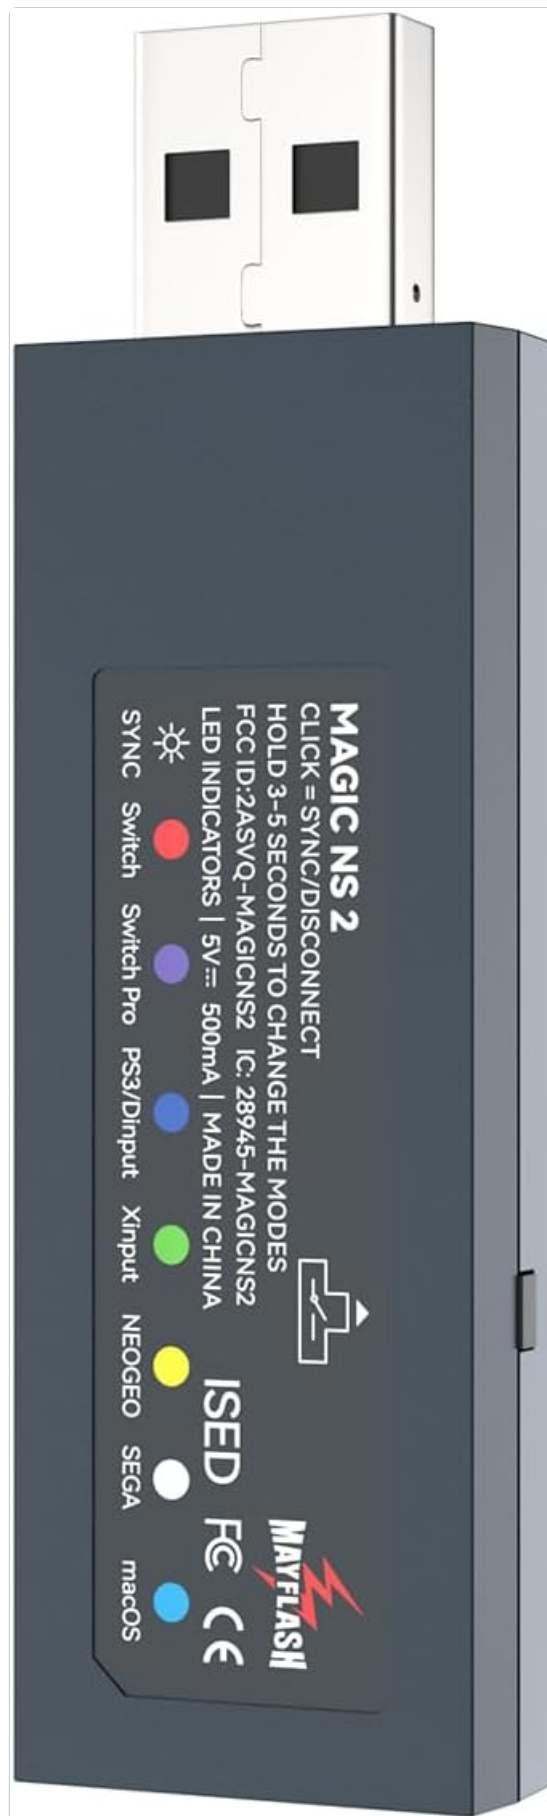 MAGIC NS 2
CLICK = SYNC/DISCONNECT
HOLD 3-5 SECONDS TO CHANGE THE MODES
FCC ID:2ASVQ-MAGICNS2 IC: 28945-MAGICNS2
LED INDICATORS | 5V⎓ 500mA | MADE IN CHINA
MAYFLASH
ISED FC CE
SYNC Switch Switch Pro PS3/Dinput Xinput NEOGEO SEGA macOS